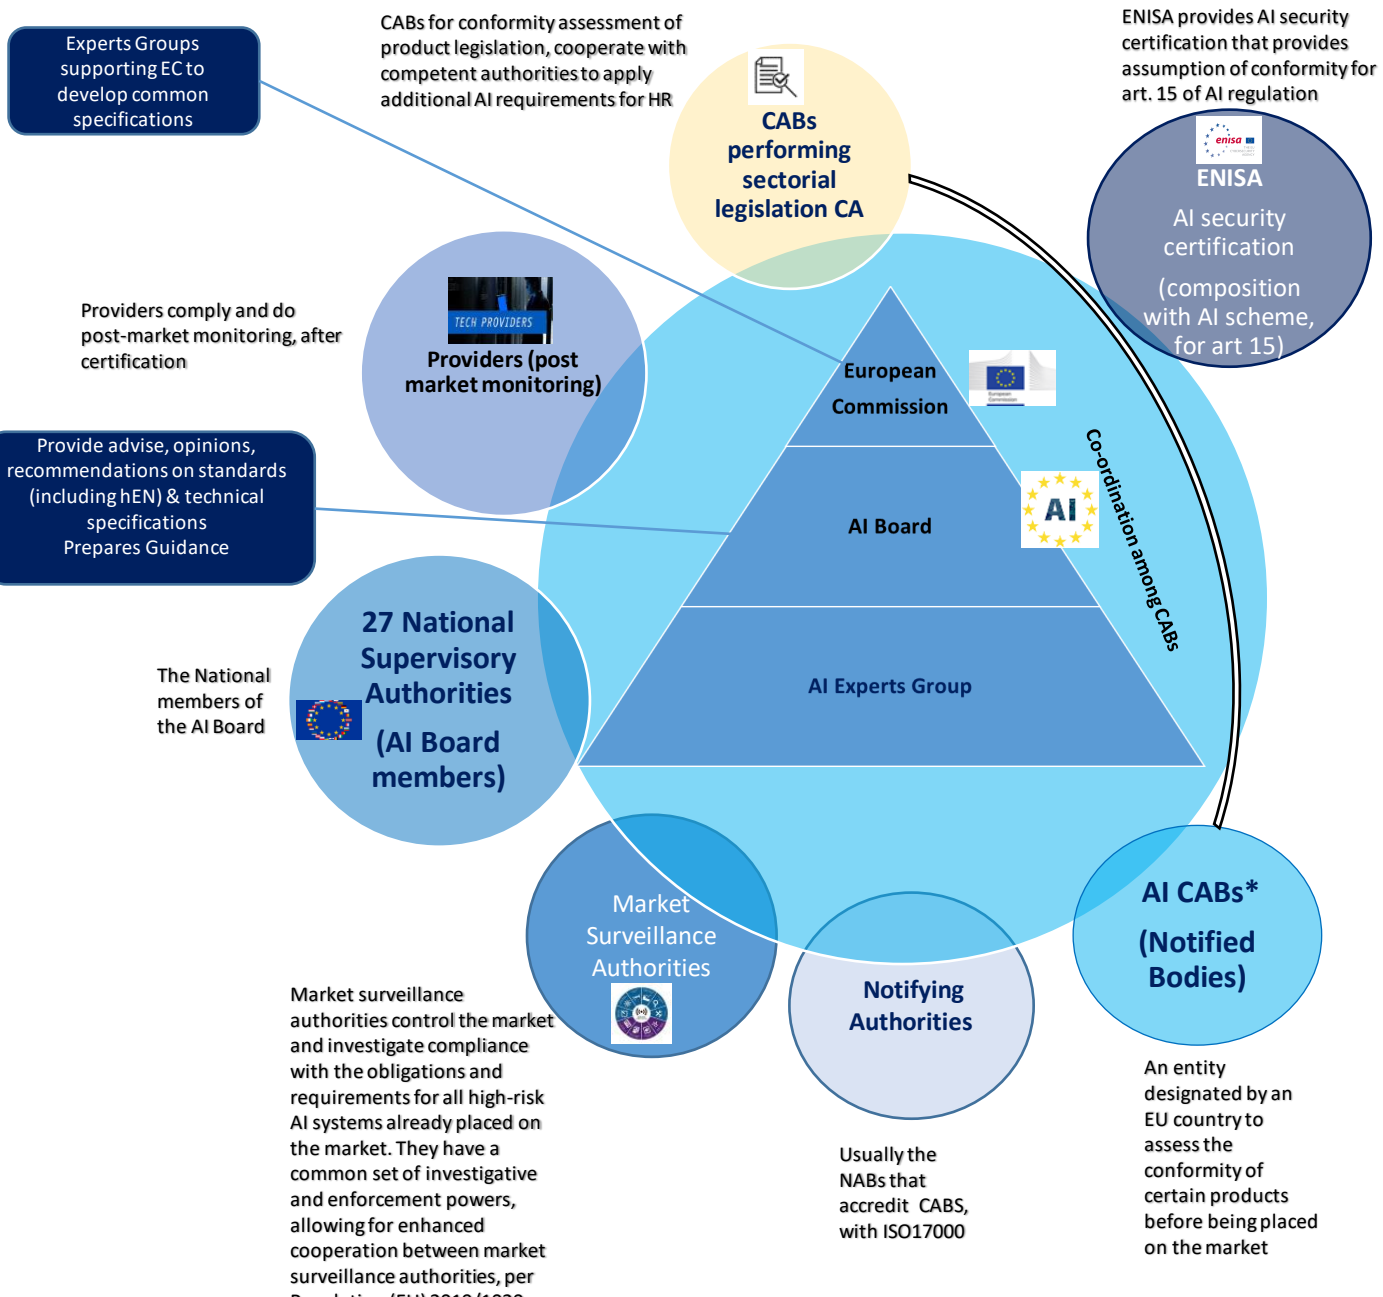 Experts Groups
supporting EC to
develop common
specifications
CABs for conformity assessment of
product legislation, cooperate with
competent authorities to apply
additional AI requirements for HR
CABs
performing
sectorial
legislation CA
ENISA provides AI security
certification that provides
assumption of conformity for
art. 15 of AI regulation
enisa
ENISA
AI security
certification
(composition
with AI scheme,
for art 15)
Providers comply and do
post-market monitoring, after
certification
TECH PROVIDERS
Providers (post
market monitoring)
European
Commission
European
Commission
Provide advise, opinions,
recommendations on standards
(including hEN) & technical
specifications
Prepares Guidance
AI Board
AI
Co-ordination among CABs
AI Experts Group
The National
members of
the AI Board
27 National
Supervisory
Authorities
(AI Board
members)
Market
Surveillance
Authorities
Notifying
Authorities
AI CABs*
(Notified
Bodies)
Market surveillance
authorities control the market
and investigate compliance
with the obligations and
requirements for all high-risk
AI systems already placed on
the market. They have a
common set of investigative
and enforcement powers,
allowing for enhanced
cooperation between market
surveillance authorities, per
Usually the
NABs that
accredit CABS,
with ISO17000
An entity
designated by an
EU country to
assess the
conformity of
certain products
before being placed
on the market